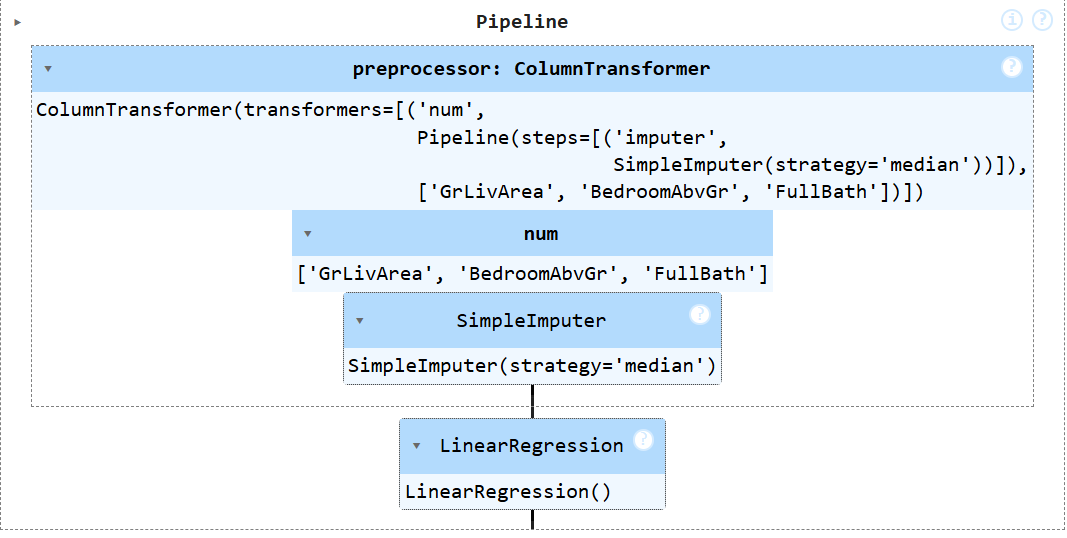 Pipeline
preprocessor: ColumnTransformer
ColumnTransformer(transformers=[('num',
Pipeline(steps=[('imputer',
SimpleImputer(strategy='median'))]),
['GrLivArea', 'BedroomAbvGr', 'FullBath'])])
num
['GrLivArea', 'BedroomAbvGr', 'FullBath']
SimpleImputer
SimpleImputer(strategy='median')
LinearRegression
LinearRegression()